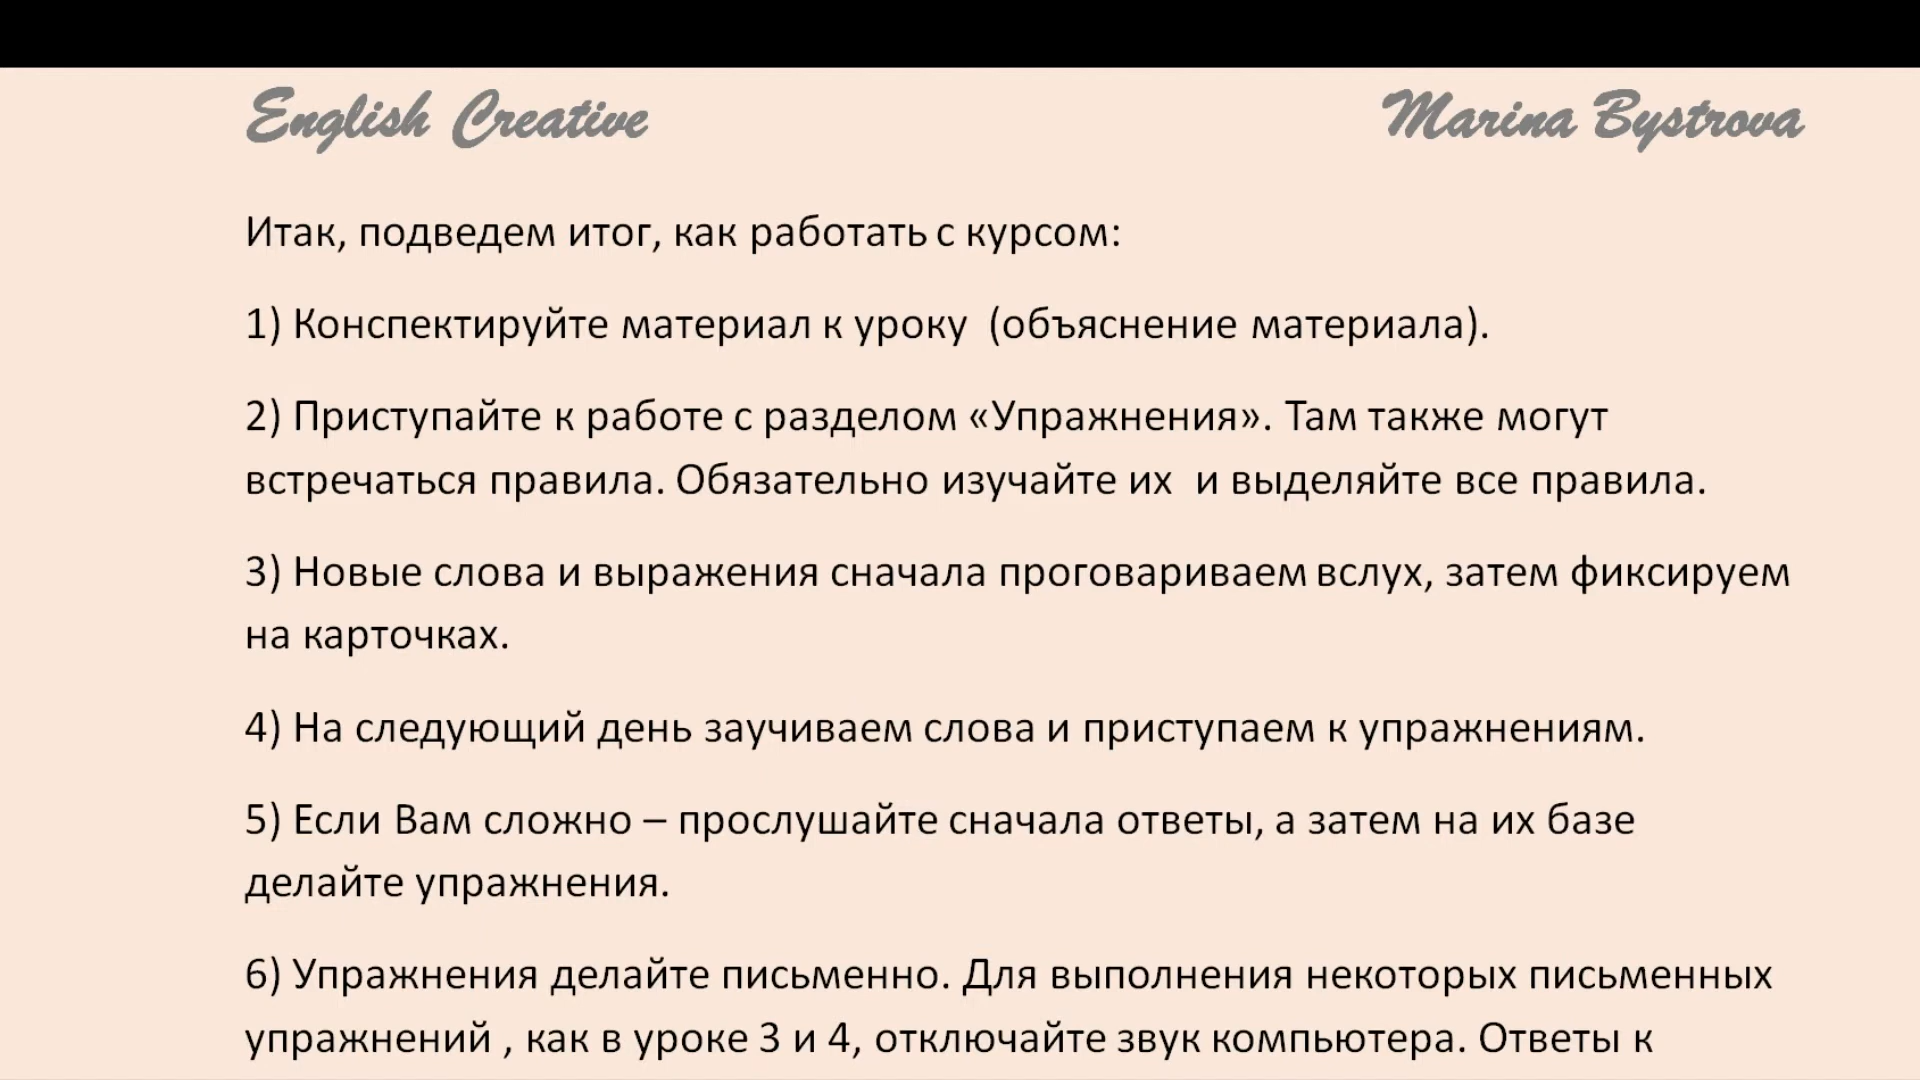 English Creative
Marina Bystrova
Итак, подведем итог, как работать с курсом:
1) Конспектируйте материал к уроку (объяснение материала).
2) Приступайте к работе с разделом «Упражнения». Там также могут
встречаться правила. Обязательно изучайте их и выделяйте все правила.
3) Новые слова и выражения сначала проговариваем вслух, затем фиксируем
на карточках.
4) На следующий день заучиваем слова и приступаем к упражнениям.
5) Если Вам сложно – прослушайте сначала ответы, а затем на их базе
делайте упражнения.
6) Упражнения делайте письменно. Для выполнения некоторых письменных
упражнений , как в уроке 3 и 4, отключайте звук компьютера. Ответы к